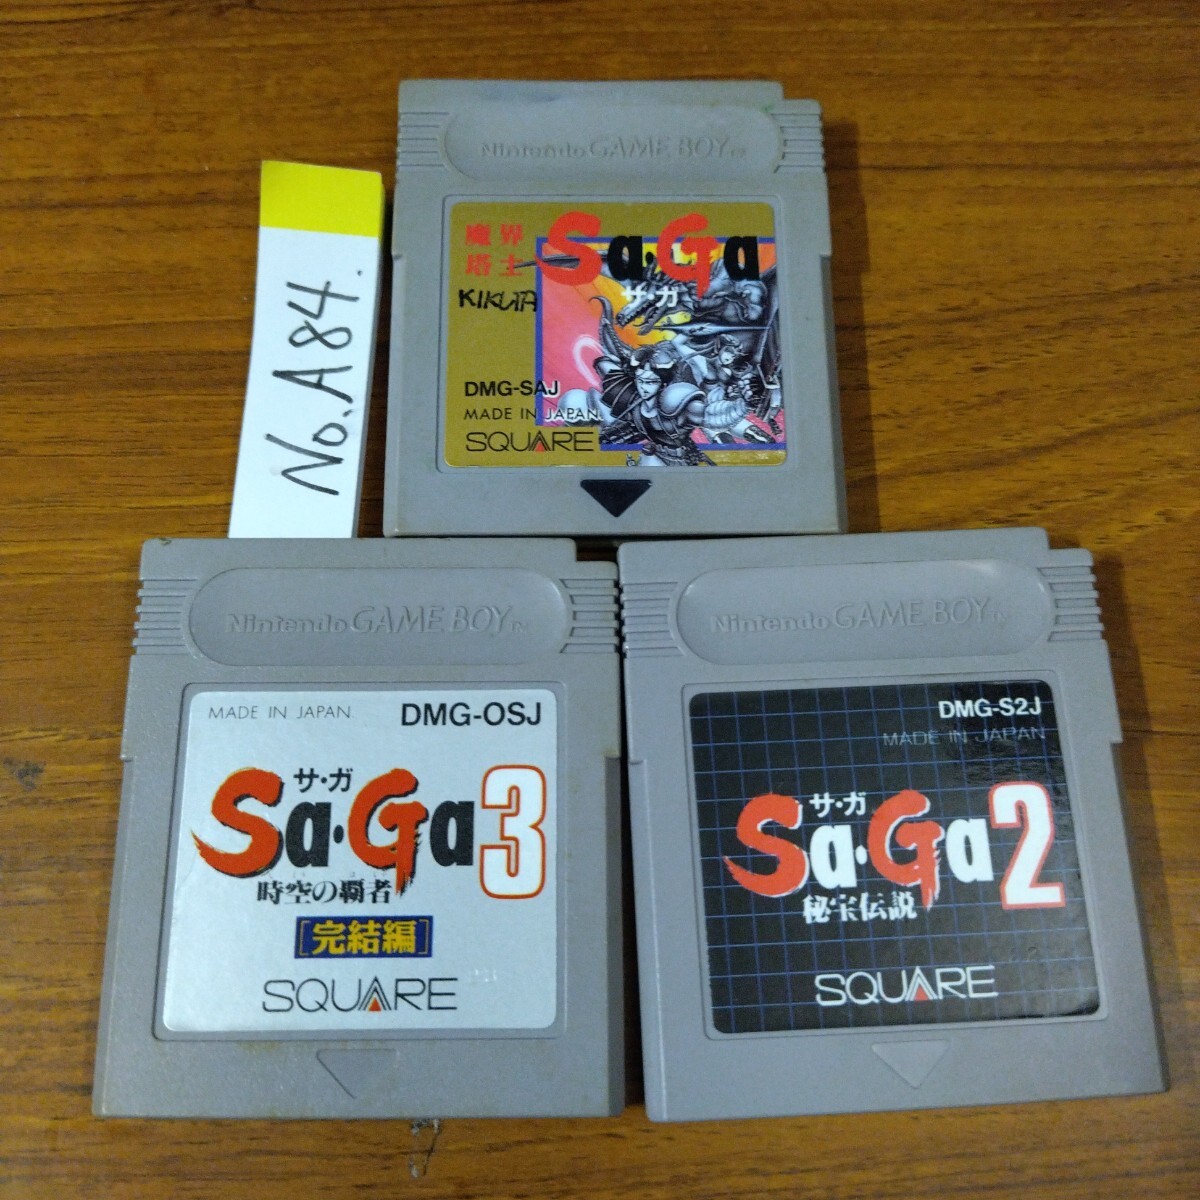 No.A84.
Nintendo GAME BOY TM
魔界
塔士
Sa・Ga
サ・ガ
KIKUTA
DMG-SAJ
MADE IN JAPAN.
SQUARE
Nintendo GAME BOY TM
MADE IN JAPAN.
DMG-OSJ
サ・ガ
Sa・Ga3
時空の覇者
[完結編]
SQUARE
Nintendo GAME BOY TM
DMG-S2J
MADE IN JAPAN
サ・ガ
Sa・Ga2
秘宝伝説
SQUARE